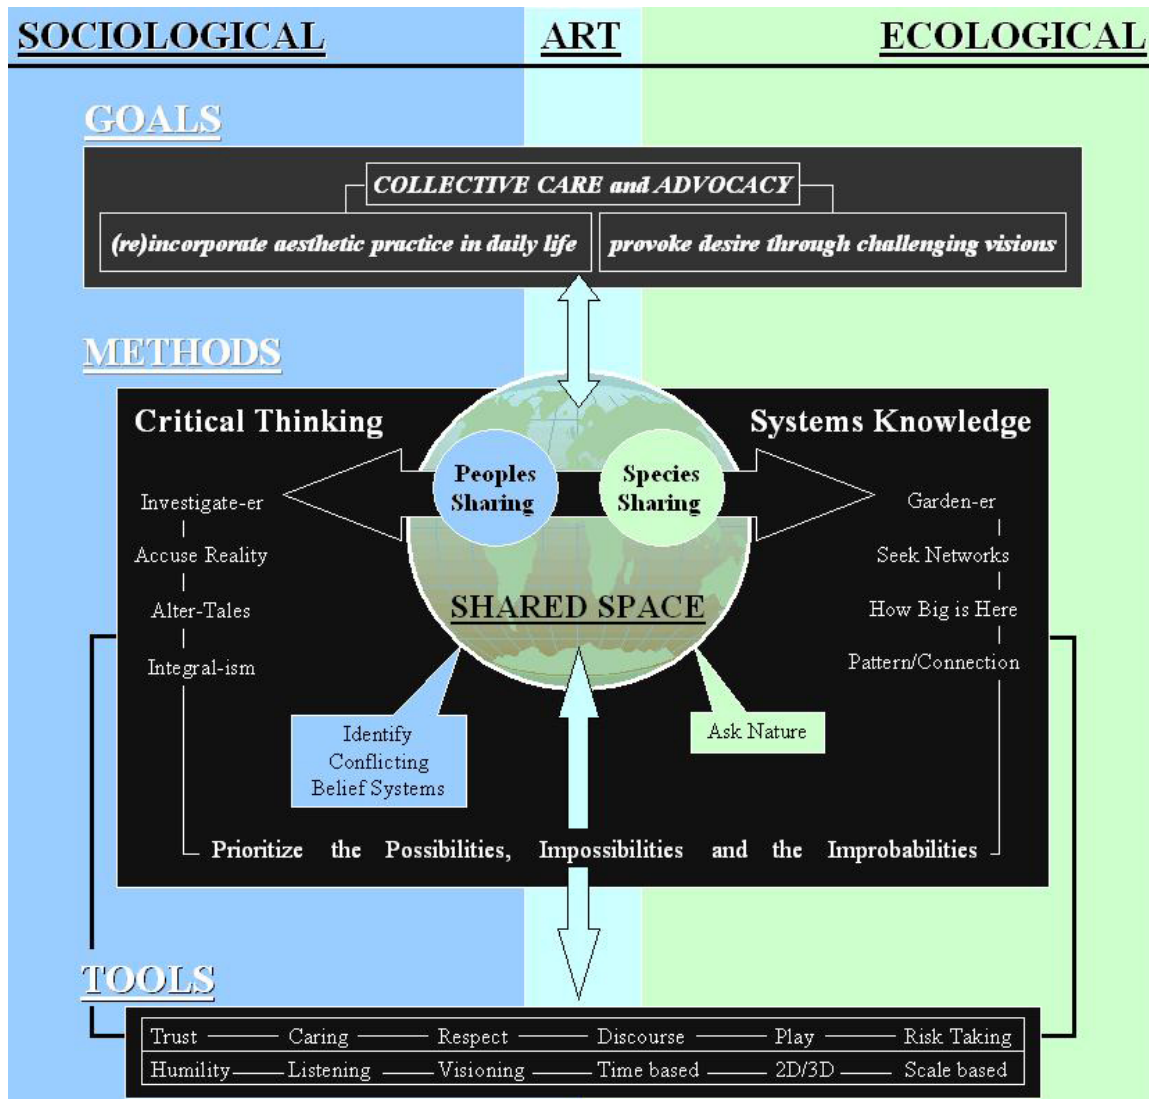 SOCIOLOGICAL ART ECOLOGICAL
GOALS
COLLECTIVE CARE and ADVOCACY
(re)incorporate aesthetic practice in daily life
provoke desire through challenging visions
METHODS
Critical Thinking
Systems Knowledge
Peoples
Sharing
Species
Sharing
Investigate-er
Accuse Reality
Alter-Tales
Integral-ism
Garden-er
Seek Networks
How Big is Here
Pattern/Connection
SHARED SPACE
Identify
Conflicting
Belief Systems
Ask Nature
Prioritize the Possibilities, Impossibilities and the Improbabilities
TOOLS
Trust Caring Respect Discourse Play Risk Taking
Humility Listening Visioning Time based 2D/3D Scale based